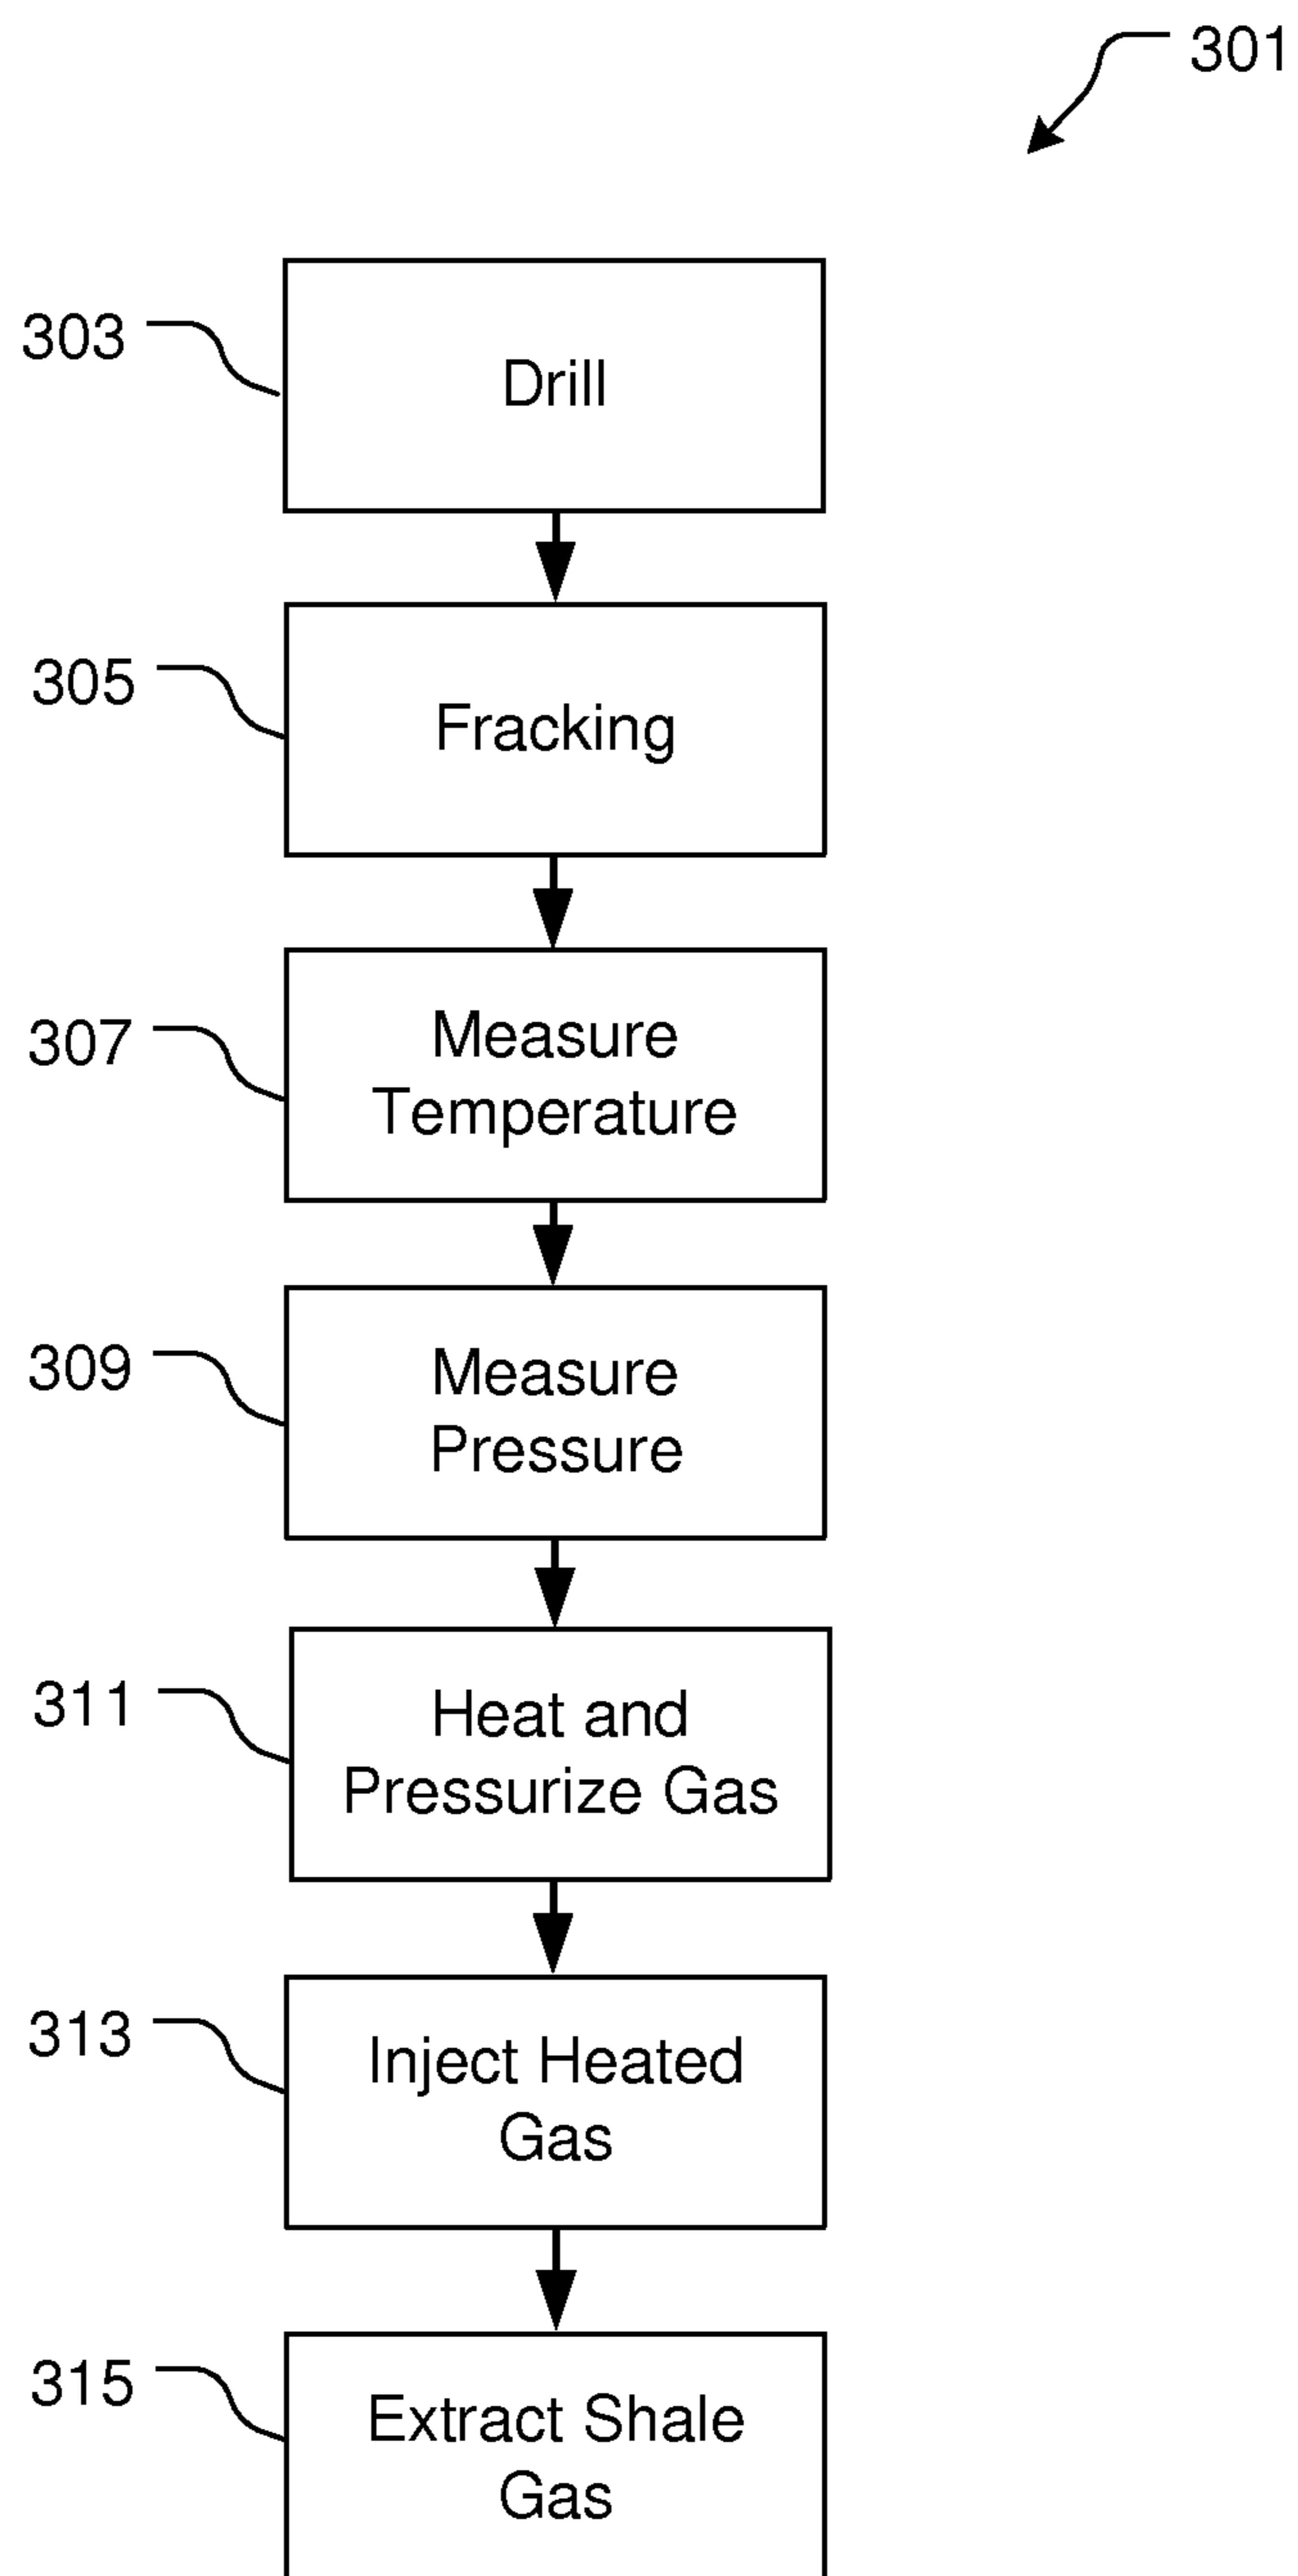 301
303
Drill
305
Fracking
307
Measure
Temperature
309
Measure
Pressure
311
Heat and
Pressurize Gas
313
Inject Heated
Gas
315
Extract Shale
Gas